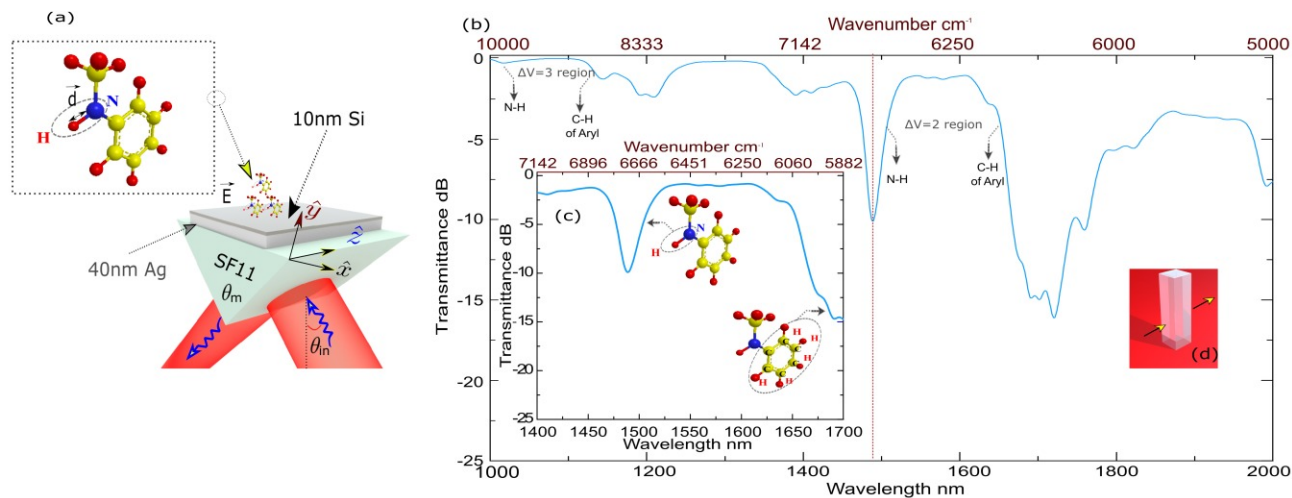 (a)
d
N
H
10nm Si
E
ŷ
ẑ
x̂
40nm Ag
SF11
θm
θin
(b)
Wavenumber cm-1
10000 8333 7142 6250 6000 5000
0
-5
-10
-15
-20
-25
Transmittance dB
ΔV=3 region
N-H
C-H
of Aryl
ΔV=2 region
N-H
C-H
of Aryl
1000 1200 1400 1600 1800 2000
Wavelength nm
Wavenumber cm-1
7142 6896 6666 6451 6250 6060 5882
0
-5
-10
-15
-20
-25
Transmittance dB
(c)
N
H
H
H
H
H
H
1400 1450 1500 1550 1600 1650 1700
Wavelength nm
(d)